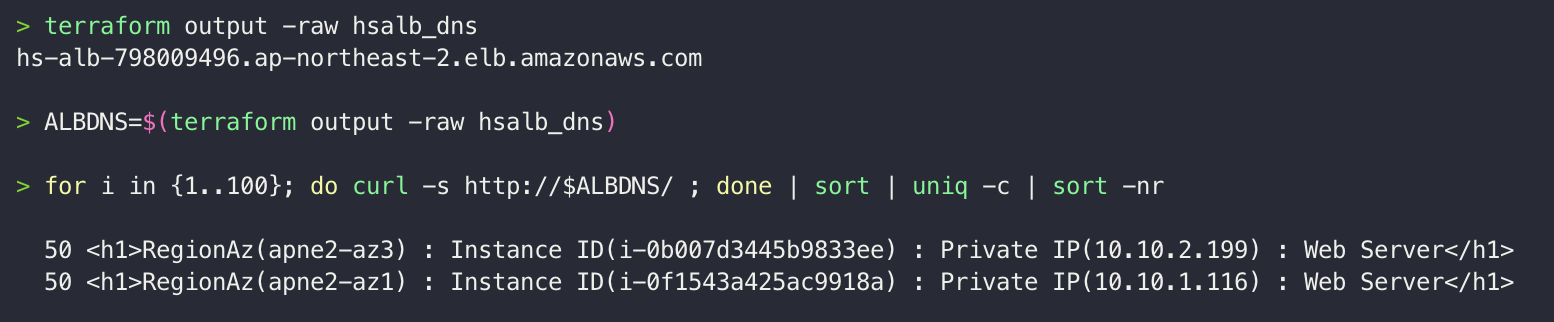 > terraform output -raw hsalb_dns
hs-alb-798009496.ap-northeast-2.elb.amazonaws.com
> ALBDNS=$(terraform output -raw hsalb_dns)
> for i in {1..100}; do curl -s http://$ALBDNS/ ; done | sort | uniq -c | sort -nr
50 <h1>RegionAz(apne2-az3) : Instance ID(i-0b007d3445b9833ee) : Private IP(10.10.2.199) : Web Server</h1>
50 <h1>RegionAz(apne2-az1) : Instance ID(i-0f1543a425ac9918a) : Private IP(10.10.1.116) : Web Server</h1>